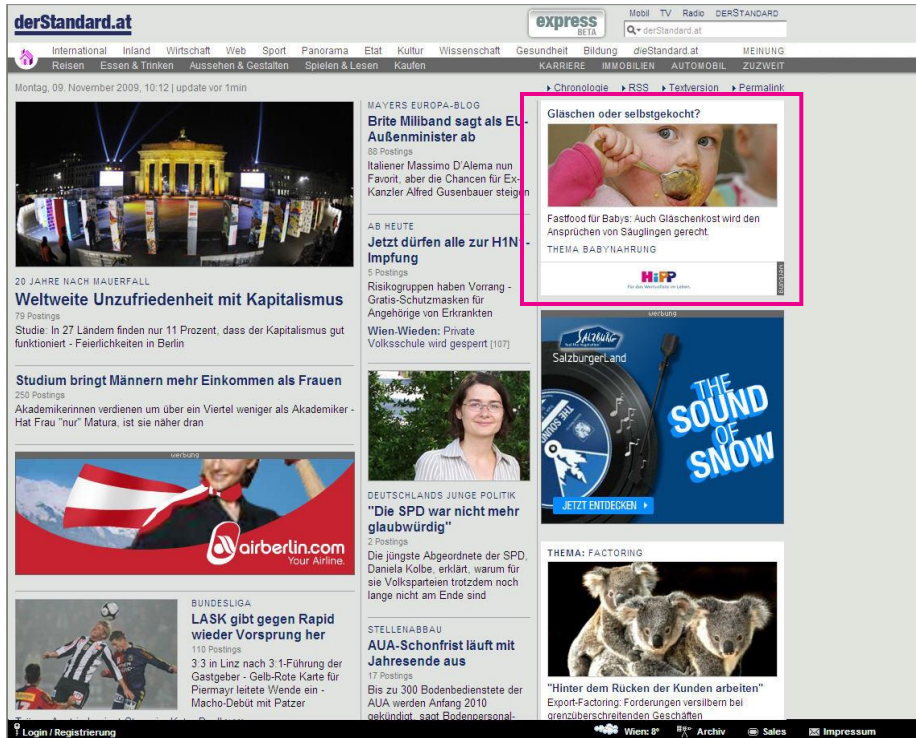 derStandard.at
express
BETA
Mobil TV Radio DERSTANDARD
derStandard.at
International Inland Wirtschaft Web Sport Panorama Etat Kultur Wissenschaft Gesundheit Bildung dieStandard.at MEINUNG
Reisen Essen & Trinken Aussehen & Gestalten Spielen & Lesen Kaufen KARRIERE IMMOBILIEN AUTOMOBIL ZUZWEIT
Montag, 09. November 2009, 10:12 | update vor 1min
Chronologie RSS Textversion Permalink
20 JAHRE NACH MAUERFALL
Weltweite Unzufriedenheit mit Kapitalismus
79 Postings
Studie: In 27 Ländern finden nur 11 Prozent, dass der Kapitalismus gut
funktioniert - Feierlichkeiten in Berlin
Studium bringt Männern mehr Einkommen als Frauen
250 Postings
Akademikerinnen verdienen um über ein Viertel weniger als Akademiker -
Hat Frau "nur" Matura, ist sie näher dran
werbung
airberlin.com
Your Airline.
BUNDESLIGA
LASK gibt gegen Rapid
wieder Vorsprung her
110 Postings
3:3 in Linz nach 3:1-Führung der
Gastgeber - Gelb-Rote Karte für
Piermayr leitete Wende ein -
Macho-Debüt mit Patzer
MAYERS EUROPA-BLOG
Brite Miliband sagt als EU-
Außenminister ab
88 Postings
Italiener Massimo D'Alema nun
Favorit, aber die Chancen für Ex-
Kanzler Alfred Gusenbauer steigen
AB HEUTE
Jetzt dürfen alle zur H1N1-
Impfung
5 Postings
Risikogruppen haben Vorrang -
Gratis-Schutzmasken für
Angehörige von Erkrankten
Wien-Wieden: Private
Volksschule wird gesperrt [107]
DEUTSCHLANDS JUNGE POLITIK
"Die SPD war nicht mehr
glaubwürdig"
2 Postings
Die jüngste Abgeordnete der SPD,
Daniela Kolbe, erklärt, warum für
sie Volksparteien trotzdem noch
lange nicht am Ende sind
STELLENABBAU
AUA-Schonfrist läuft mit
Jahresende aus
17 Postings
Bis zu 300 Bodenbedienstete der
AUA werden Anfang 2010
gekündigt, sagt Bodenpersonal-
Gläschen oder selbstgekocht?
Fastfood für Babys: Auch Gläschenkost wird den
Ansprüchen von Säuglingen gerecht.
THEMA BABYNAHRUNG
HiPP
Für das Wertvollste im Leben.
werbung
werbung
SALZBURG
SalzburgerLand
THE SOUND OF SNOW
THE
SOUND
OF
SNOW
JETZT ENTDECKEN
THEMA: FACTORING
"Hinter dem Rücken der Kunden arbeiten"
Export-Factoring: Forderungen versilbern bei
grenzüberschreitenden Geschäften
Login / Registrierung
Wien: 8° Archiv Sales Impressum